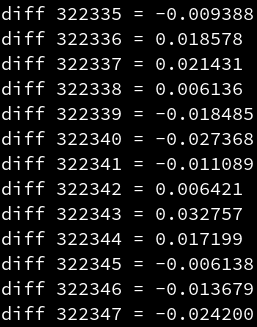 diff 322335 = -0.009388
diff 322336 = 0.018578
diff 322337 = 0.021431
diff 322338 = 0.006136
diff 322339 = -0.018485
diff 322340 = -0.027368
diff 322341 = -0.011089
diff 322342 = 0.006421
diff 322343 = 0.032757
diff 322344 = 0.017199
diff 322345 = -0.006138
diff 322346 = -0.013679
diff 322347 = -0.024200